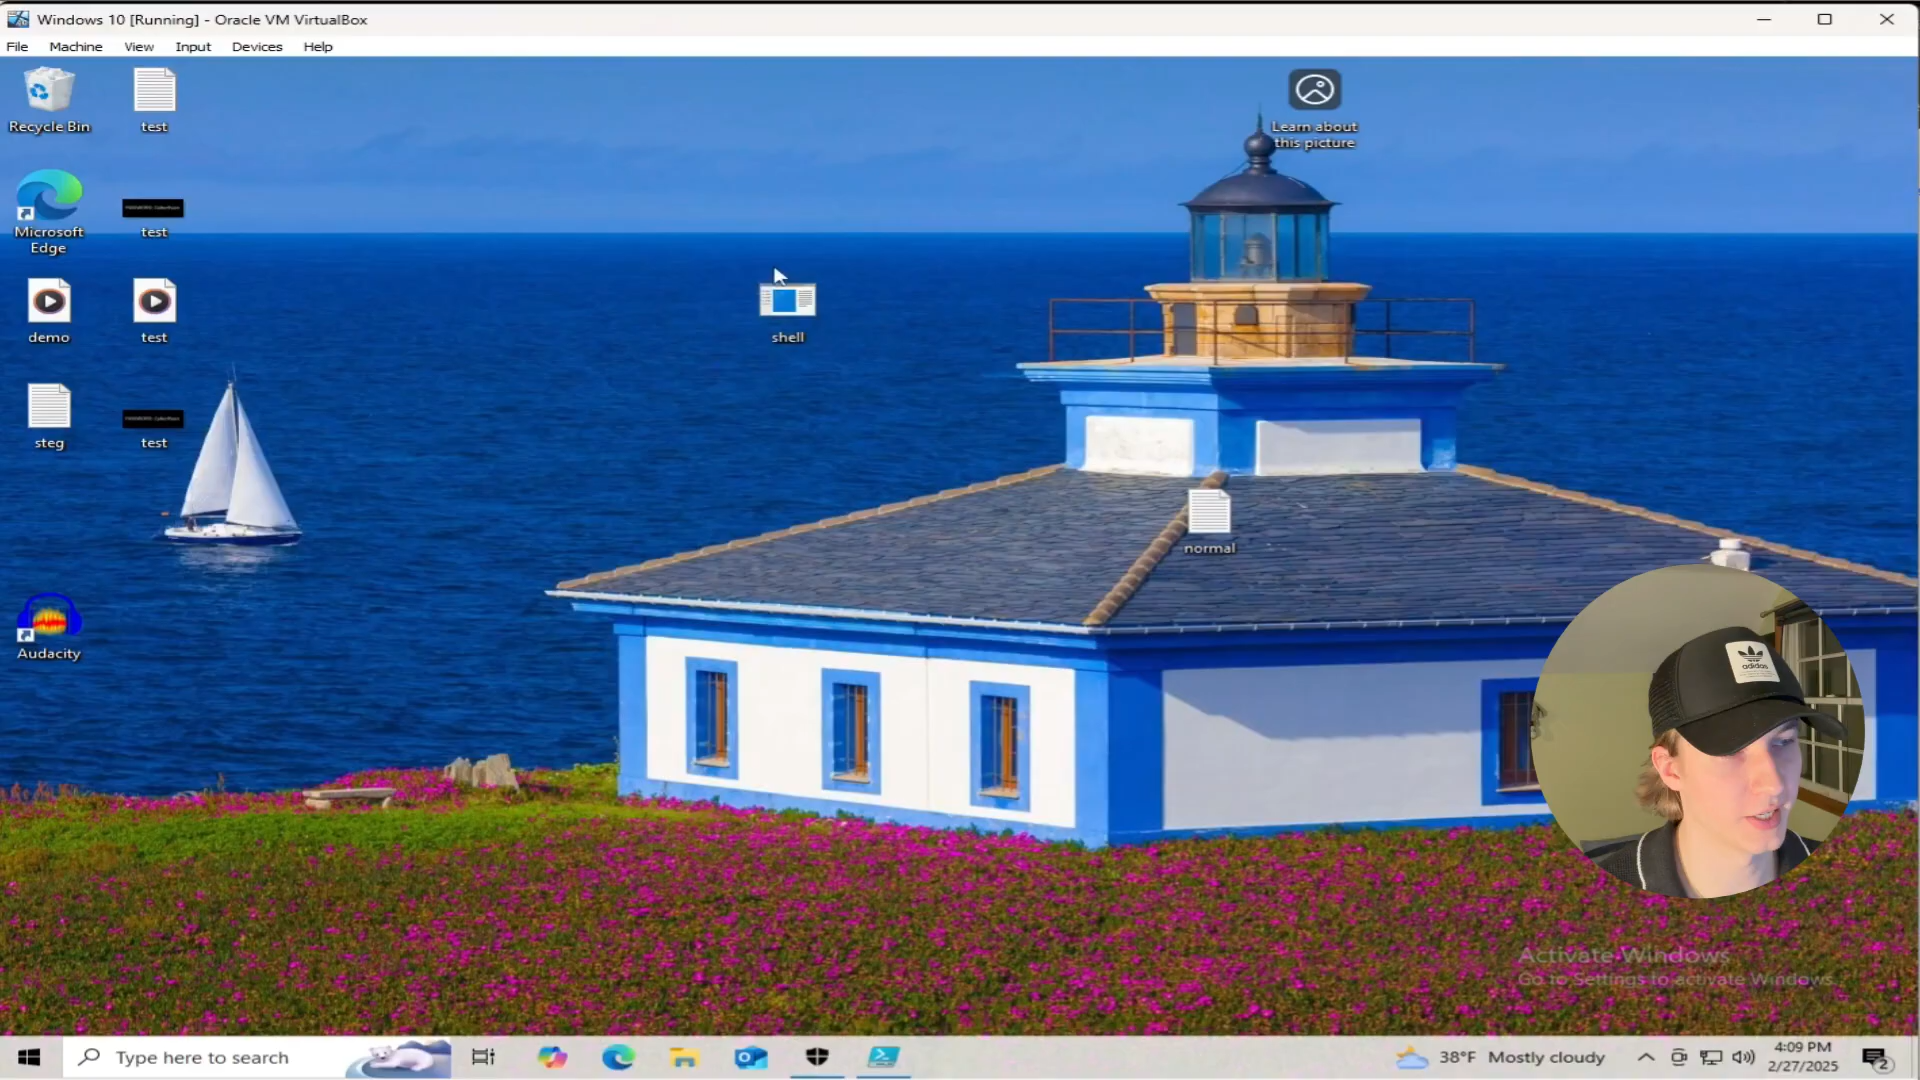 Windows 10 [Running] - Oracle VM VirtualBox
File Machine View Input Devices Help
Recycle Bin
test
Learn about
this picture
Microsoft
Edge
test
demo
test
shell
steg
test
normal
Audacity
adidas
Activate Windows
Go to Settings to activate Windows.
Type here to search
38°F Mostly cloudy
4:09 PM
2/27/2025
2